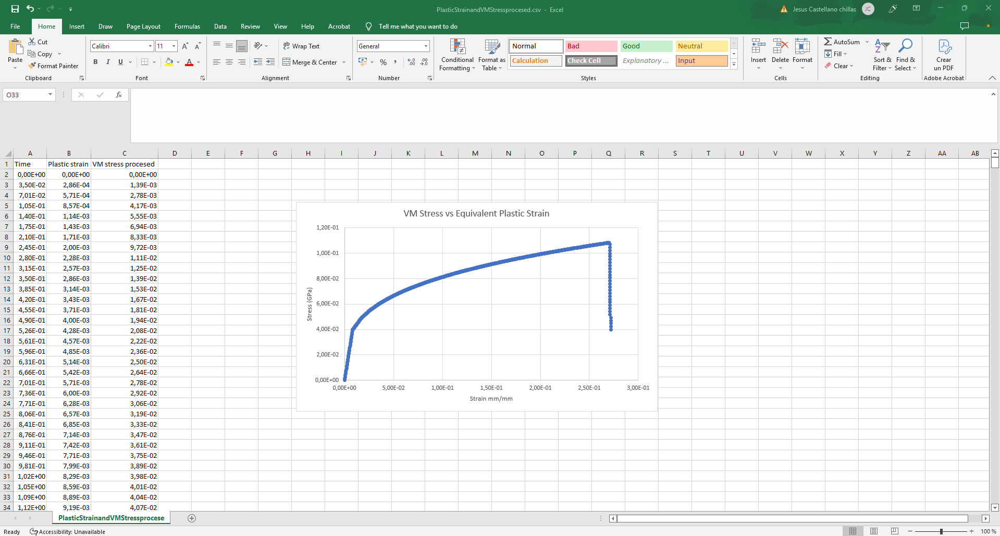 PlasticStrainandVMStressprocesed.csv - Excel
Jesus Castellano chillas JC
File Home Insert Draw Page Layout Formulas Data Review View Help Acrobat Tell me what you want to do
Paste Cut Copy Format Painter
Clipboard
Calibri 11 A A
B I U A
Font
ab Wrap Text
Merge & Center
Alignment
General
% ,
Number
Conditional Formatting
Format as Table
Normal Bad Good Neutral
Calculation Check Cell Explanatory ... Input
Styles
Insert Delete Format
Cells
AutoSum Fill Clear
Sort & Filter
Find & Select
Editing
Crear un PDF
Adobe Acrobat
O33 fx
A B C D E F G H I J K L M N O P Q R S T U V W X Y Z AA AB
1 Time Plastic strain VM stress procesed
2 0,00E+00 0,00E+00 0,00E+00
3 3,50E-02 2,86E-04 1,39E-03
4 7,01E-02 5,71E-04 2,78E-03
5 1,05E-01 8,57E-04 4,17E-03
6 1,40E-01 1,14E-03 5,55E-03
7 1,75E-01 1,43E-03 6,94E-03
8 2,10E-01 1,71E-03 8,33E-03
9 2,45E-01 2,00E-03 9,72E-03
10 2,80E-01 2,28E-03 1,11E-02
11 3,15E-01 2,57E-03 1,25E-02
12 3,50E-01 2,86E-03 1,39E-02
13 3,85E-01 3,14E-03 1,53E-02
14 4,20E-01 3,43E-03 1,67E-02
15 4,55E-01 3,71E-03 1,81E-02
16 4,90E-01 4,00E-03 1,94E-02
17 5,26E-01 4,28E-03 2,08E-02
18 5,61E-01 4,57E-03 2,22E-02
19 5,96E-01 4,85E-03 2,36E-02
20 6,31E-01 5,14E-03 2,50E-02
21 6,66E-01 5,42E-03 2,64E-02
22 7,01E-01 5,71E-03 2,78E-02
23 7,36E-01 6,00E-03 2,92E-02
24 7,71E-01 6,28E-03 3,06E-02
25 8,06E-01 6,57E-03 3,19E-02
26 8,41E-01 6,85E-03 3,33E-02
27 8,76E-01 7,14E-03 3,47E-02
28 9,11E-01 7,42E-03 3,61E-02
29 9,46E-01 7,71E-03 3,75E-02
30 9,81E-01 7,99E-03 3,89E-02
31 1,02E+00 8,29E-03 3,98E-02
32 1,05E+00 8,59E-03 4,01E-02
33 1,09E+00 8,89E-03 4,04E-02
34 1,12E+00 9,19E-03 4,07E-02
VM Stress vs Equivalent Plastic Strain
1,20E-01
1,00E-01
8,00E-02
6,00E-02
4,00E-02
2,00E-02
0,00E+00
Stress (GPa)
0,00E+00 5,00E-02 1,00E-01 1,50E-01 2,00E-01 2,50E-01 3,00E-01
Strain mm/mm
PlasticStrainandVMStressprocese
Ready Accessibility: Unavailable
100 %